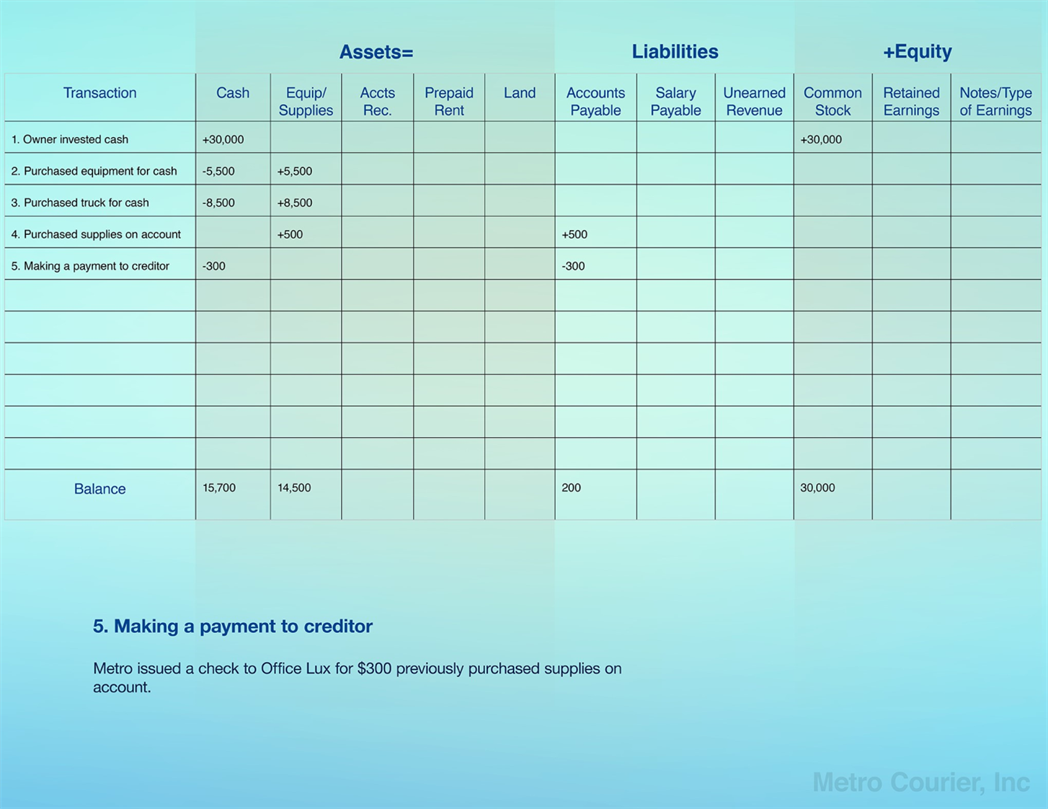 Assets= Liabilities +Equity
Transaction Cash Equip/ Supplies Accts Rec. Prepaid Rent Land Accounts Payable Salary Payable Unearned Revenue Common Stock Retained Earnings Notes/Type of Earnings
1. Owner invested cash +30,000 +30,000
2. Purchased equipment for cash -5,500 +5,500
3. Purchased truck for cash -8,500 +8,500
4. Purchased supplies on account +500 +500
5. Making a payment to creditor -300 -300
Balance 15,700 14,500 200 30,000
5. Making a payment to creditor
Metro issued a check to Office Lux for $300 previously purchased supplies on
account.
Metro Courier, Inc